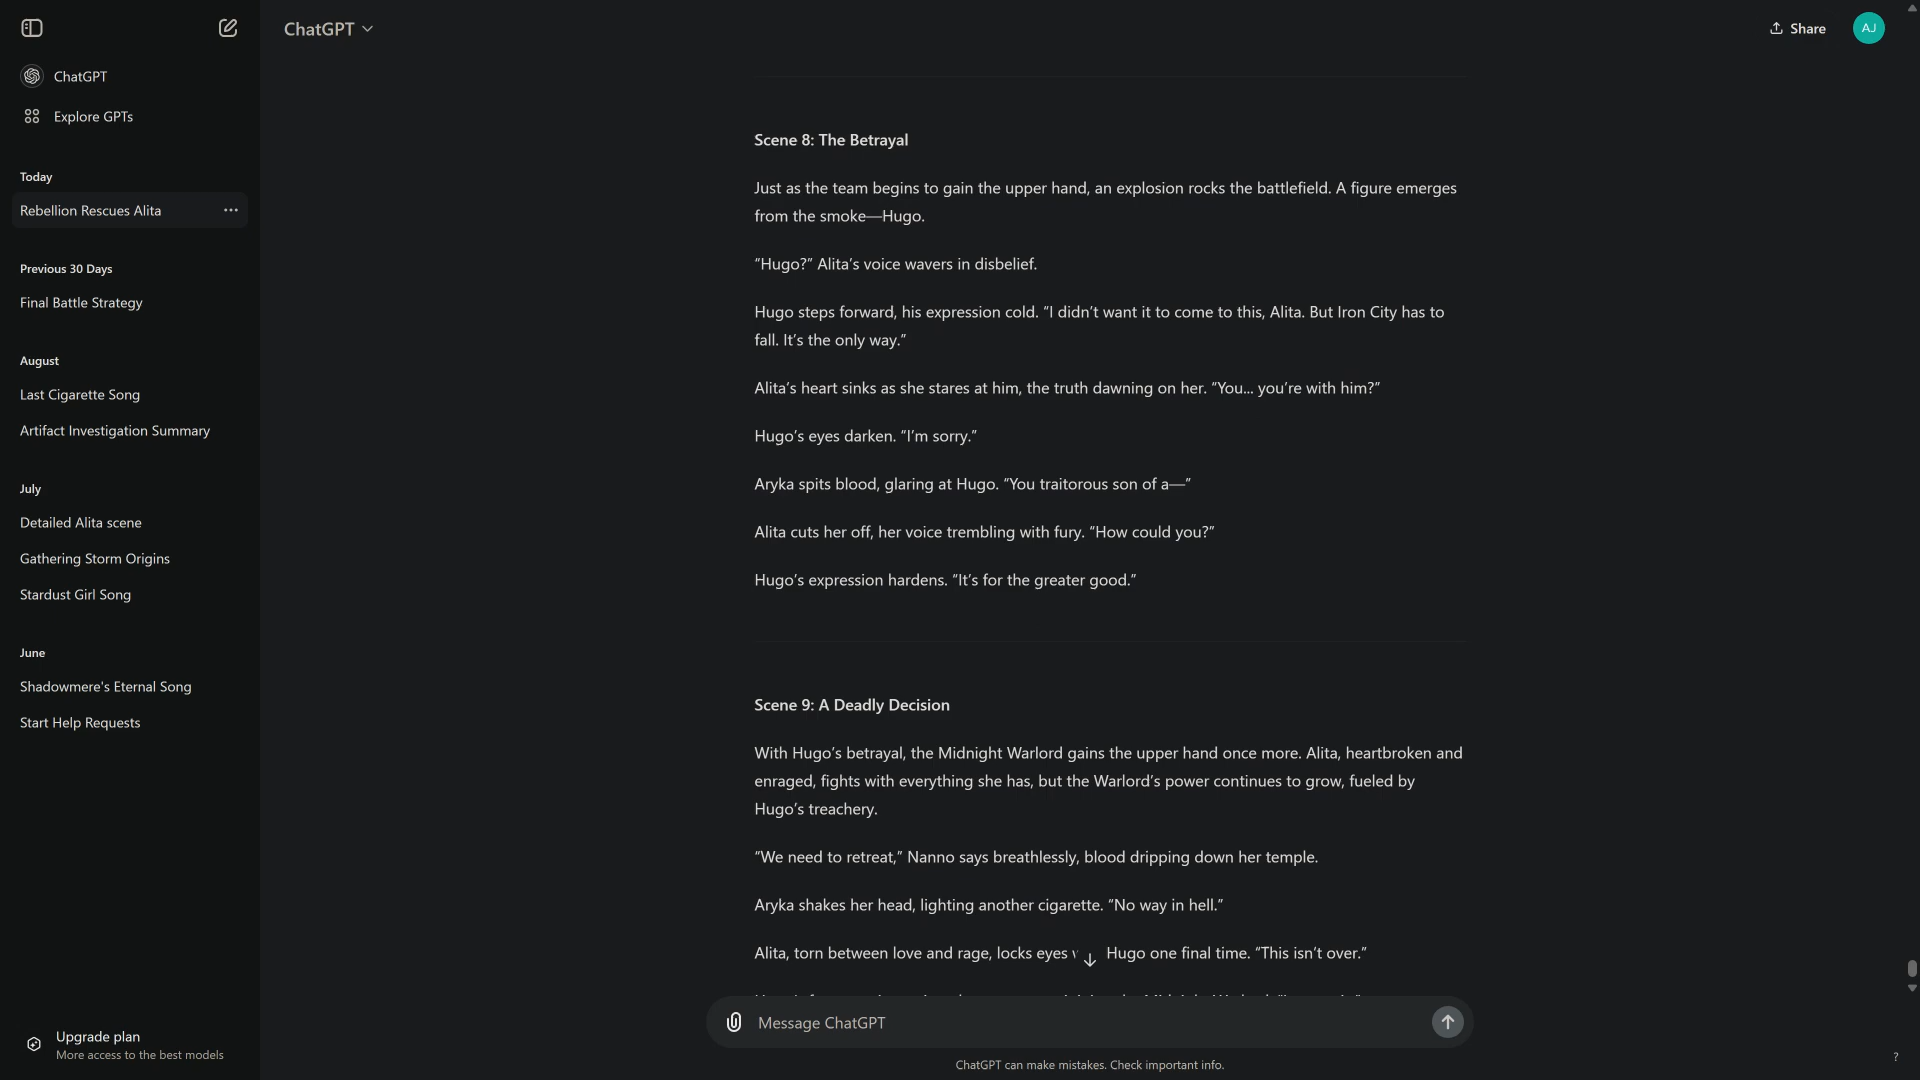 ChatGPT
Share
AJ
ChatGPT
Explore GPTs
Today
Rebellion Rescues Alita
Previous 30 Days
Final Battle Strategy
August
Last Cigarette Song
Artifact Investigation Summary
July
Detailed Alita scene
Gathering Storm Origins
Stardust Girl Song
June
Shadowmere's Eternal Song
Start Help Requests
Upgrade plan
More access to the best models
Scene 8: The Betrayal
Just as the team begins to gain the upper hand, an explosion rocks the battlefield. A figure emerges
from the smoke—Hugo.
“Hugo?” Alita’s voice wavers in disbelief.
Hugo steps forward, his expression cold. “I didn’t want it to come to this, Alita. But Iron City has to
fall. It’s the only way.”
Alita’s heart sinks as she stares at him, the truth dawning on her. “You... you’re with him?”
Hugo’s eyes darken. “I’m sorry.”
Aryka spits blood, glaring at Hugo. “You traitorous son of a—”
Alita cuts her off, her voice trembling with fury. “How could you?”
Hugo’s expression hardens. “It’s for the greater good.”
Scene 9: A Deadly Decision
With Hugo’s betrayal, the Midnight Warlord gains the upper hand once more. Alita, heartbroken and
enraged, fights with everything she has, but the Warlord’s power continues to grow, fueled by
Hugo’s treachery.
“We need to retreat,” Nanno says breathlessly, blood dripping down her temple.
Aryka shakes her head, lighting another cigarette. “No way in hell.”
Alita, torn between love and rage, locks eyes Hugo one final time. “This isn’t over.”
Message ChatGPT
ChatGPT can make mistakes. Check important info.
?